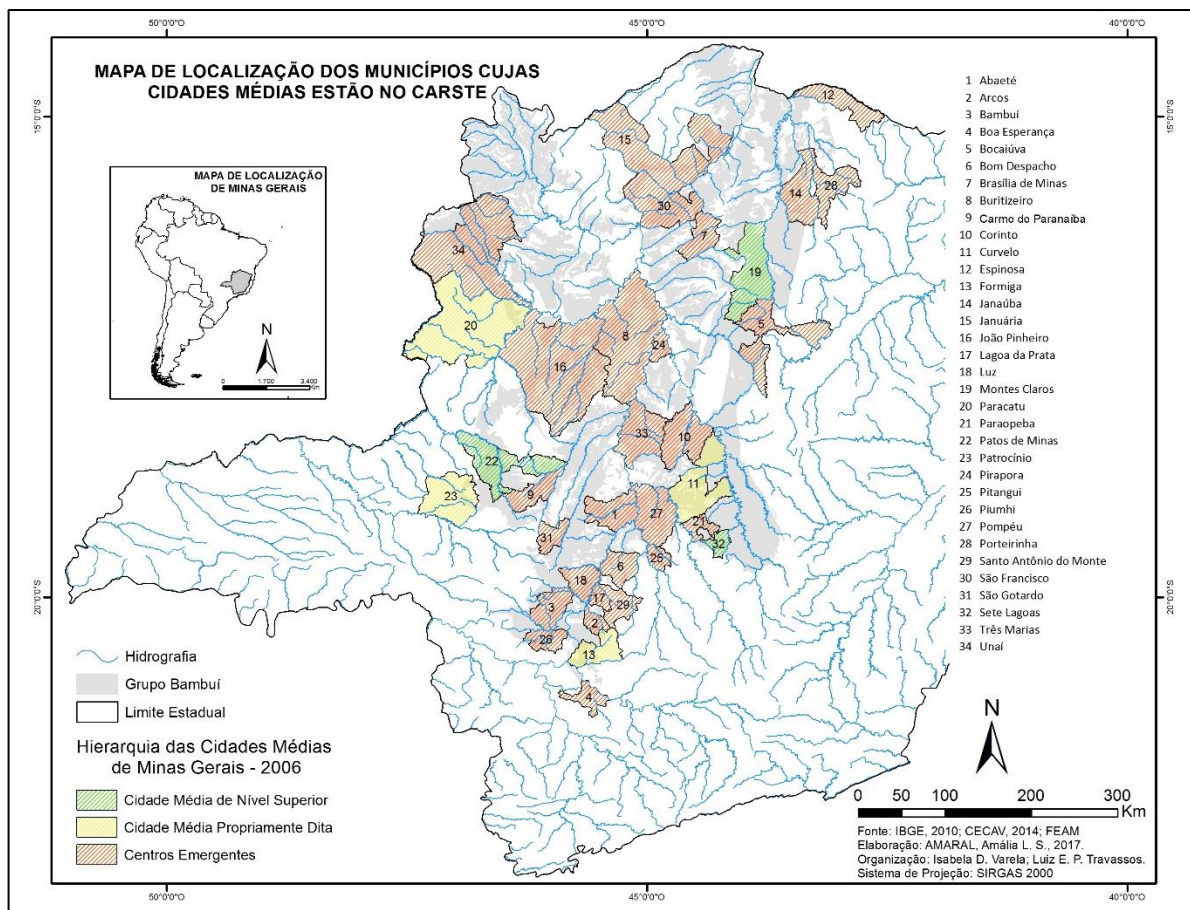 50°0'0"O
45°0'0"O
40°0'0"O
MAPA DE LOCALIZAÇÃO DOS MUNICÍPIOS CUJAS
CIDADES MÉDIAS ESTÃO NO CARSTE
15°0'0"S
15°0'0"S
MAPA DE LOCALIZAÇÃO
DE MINAS GERAIS
N
0 1.700 3.400
Km
12
15
30
7
14
28
34
19
20
5
8
24
16
33
10
22
23
9
11
1
27
21
32
31
25
6
18
17
29
3
2
26
13
4
1 Abaeté
2 Arcos
3 Bambuí
4 Boa Esperança
5 Bocaiúva
6 Bom Despacho
7 Brasília de Minas
8 Buritizeiro
9 Carmo do Paranaíba
10 Corinto
11 Curvelo
12 Espinosa
13 Formiga
14 Janaúba
15 Januária
16 João Pinheiro
17 Lagoa da Prata
18 Luz
19 Montes Claros
20 Paracatu
21 Paraopeba
22 Patos de Minas
23 Patrocínio
24 Pirapora
25 Pitangui
26 Piumhi
27 Pompéu
28 Porteirinha
29 Santo Antônio do Monte
30 São Francisco
31 São Gotardo
32 Sete Lagoas
33 Três Marias
34 Unaí
20°0'0"S
20°0'0"S
Hidrografia
Grupo Bambuí
Limite Estadual
Hierarquia das Cidades Médias
de Minas Gerais - 2006
Cidade Média de Nível Superior
Cidade Média Propriamente Dita
Centros Emergentes
N
0 50 100 200 300
Km
Fonte: IBGE, 2010; CECAV, 2014; FEAM
Elaboração: AMARAL, Amália L. S., 2017.
Organização: Isabela D. Varela; Luiz E. P. Travassos.
Sistema de Projeção: SIRGAS 2000
50°0'0"O
45°0'0"O
40°0'0"O